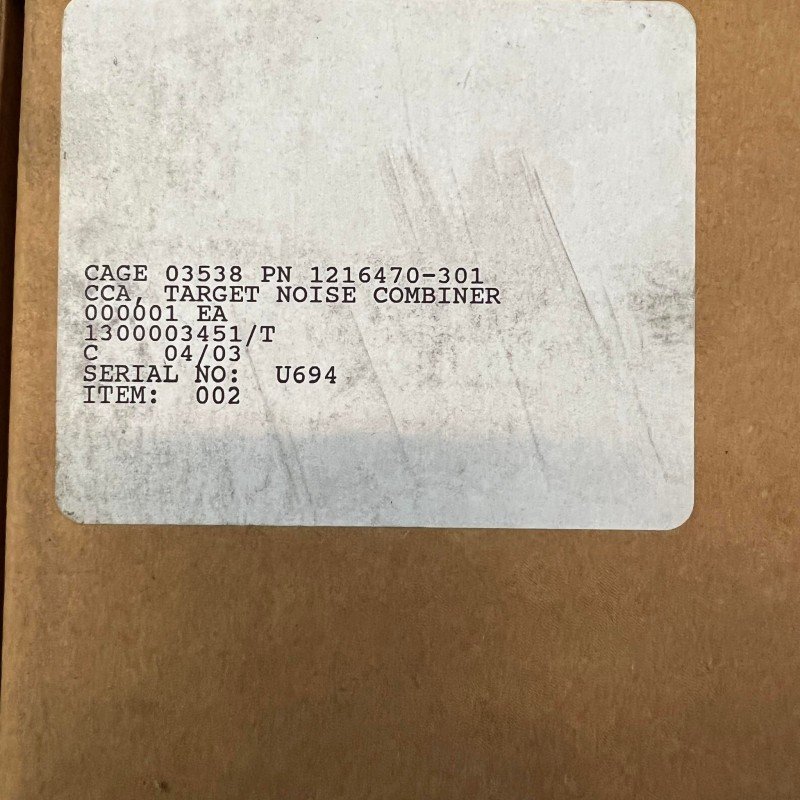 CAGE 03538 PN 1216470-301
CCA, TARGET NOISE COMBINER
000001 EA
1300003451/T
C    04/03
SERIAL NO:  U694
ITEM:  002